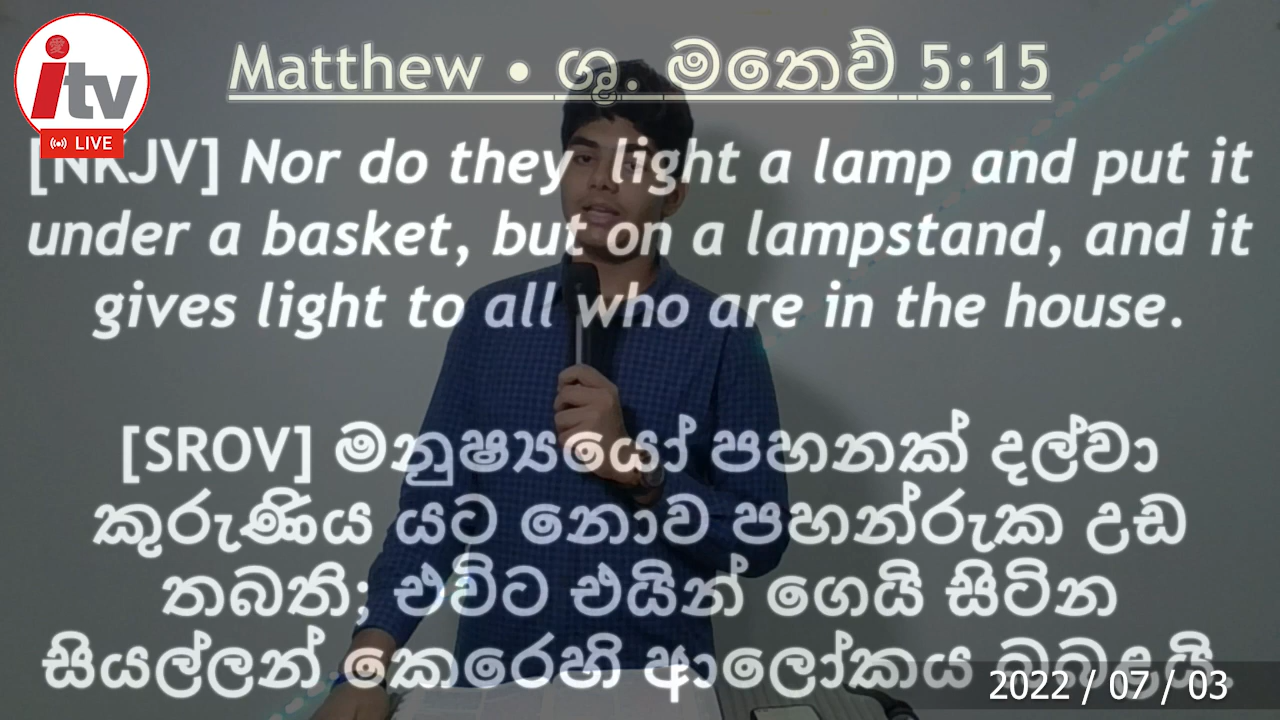 itv
LIVE
Matthew • ශු. මතෙව් 5:15
[NKJV] Nor do they light a lamp and put it
under a basket, but on a lampstand, and it
gives light to all who are in the house.
[SROV] මනුෂ්‍යයෝ පහනක් දල්වා
කුරුණිය යට නොව පහන්රුක උඩ
තබති; එවිට එයින් ගෙයි සිටින
සියල්ලන් කෙරෙහි ආලෝකය
2022 / 07 / 03